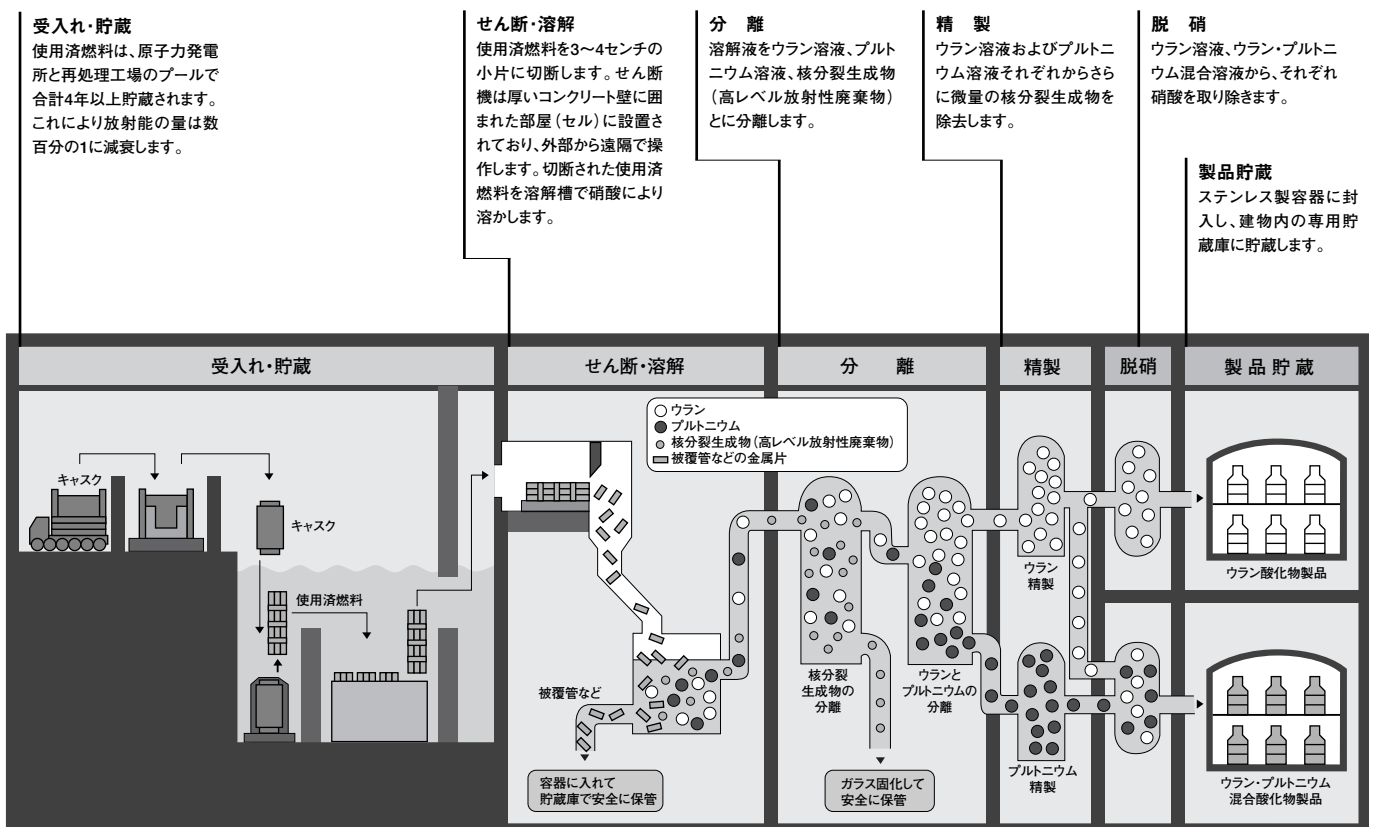 受入れ・貯蔵
使用済燃料は、原子力発電
所と再処理工場のプールで
合計4年以上貯蔵されます。
これにより放射能の量は数
百分の1に減衰します。
せん断・溶解
使用済燃料を3〜4センチの
小片に切断します。せん断
機は厚いコンクリート壁に囲
まれた部屋(セル)に設置さ
れており、外部から遠隔で操
作します。切断された使用済
燃料を溶解槽で硝酸により
溶かします。
分 離
溶解液をウラン溶液、プルト
ニウム溶液、核分裂生成物
(高レベル放射性廃棄物)
とに分離します。
精 製
ウラン溶液およびプルトニ
ウム溶液それぞれからさら
に微量の核分裂生成物を
除去します。
脱 硝
ウラン溶液、ウラン・プルトニ
ウム混合溶液から、それぞれ
硝酸を取り除きます。
製品貯蔵
ステンレス製容器に封
入し、建物内の専用貯
蔵庫に貯蔵します。
受入れ・貯蔵
せん断・溶解
分 離
精製
脱硝
製品貯蔵
ウラン
プルトニウム
核分裂生成物(高レベル放射性廃棄物)
被覆管などの金属片
キャスク
キャスク
使用済燃料
被覆管など
容器に入れて
貯蔵庫で安全に保管
核分裂
生成物の
分離
ガラス固化して
安全に保管
ウランと
プルトニウムの
分離
ウラン
精製
プルトニウム
精製
ウラン酸化物製品
ウラン・プルトニウム
混合酸化物製品